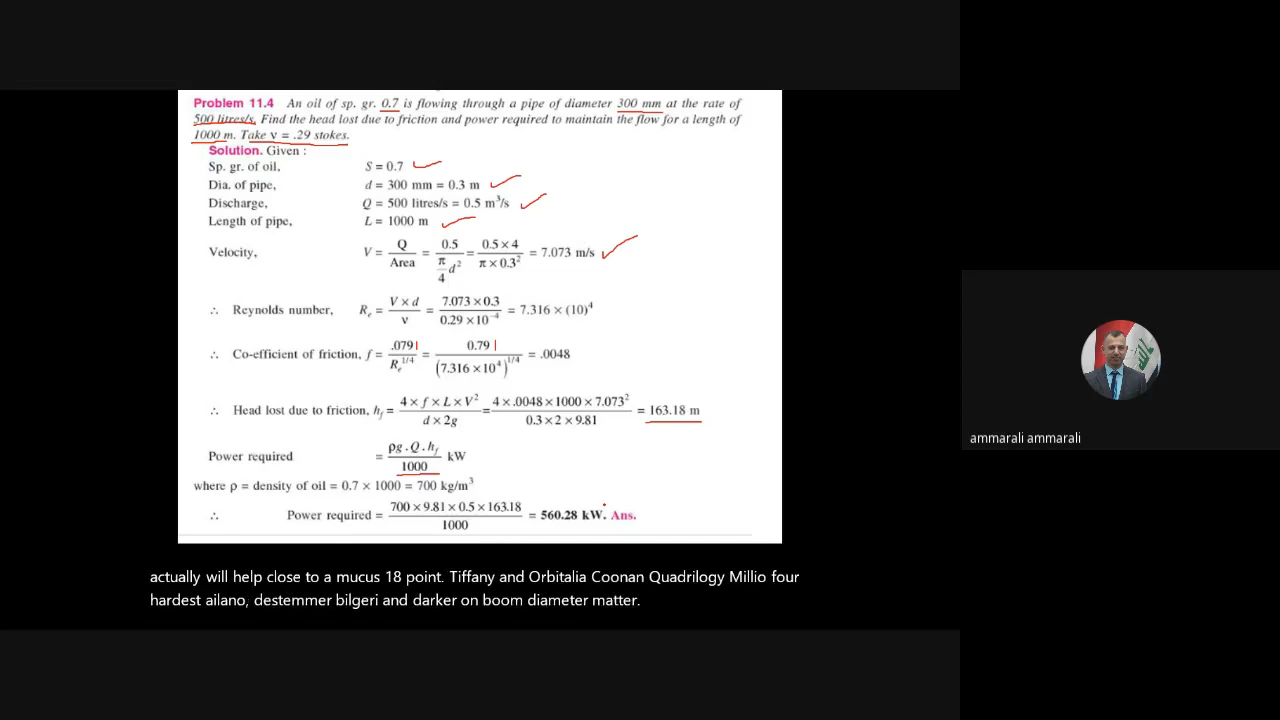 Problem 11.4 An oil of sp. gr. 0.7 is flowing through a pipe of diameter 300 mm at the rate of
500 litres/s. Find the head lost due to friction and power required to maintain the flow for a length of
1000 m. Take ν = .29 stokes.
Solution. Given :
Sp. gr. of oil, S = 0.7
Dia. of pipe, d = 300 mm = 0.3 m
Discharge, Q = 500 litres/s = 0.5 m³/s
Length of pipe, L = 1000 m
Velocity, V = Q/Area = 0.5/(π/4 d²) = 0.5 × 4/(π × 0.3²) = 7.073 m/s
∴ Reynolds number, Rₑ = V × d/ν = 7.073 × 0.3/(0.29 × 10⁻⁴) = 7.316 × (10)⁴
∴ Co-efficient of friction, f = .079/Rₑ^1/4 = 0.79/(7.316 × 10⁴)^1/4 = .0048
∴ Head lost due to friction, h_f = 4 × f × L × V²/(d × 2g) = 4 × .0048 × 1000 × 7.073²/(0.3 × 2 × 9.81) = 163.18 m
Power required = ρg . Q . h_f/1000 kW
where ρ = density of oil = 0.7 × 1000 = 700 kg/m³
∴ Power required = 700 × 9.81 × 0.5 × 163.18/1000 = 560.28 kW. Ans.
actually will help close to a mucus 18 point. Tiffany and Orbitalia Coonan Quadrilogy Millio four
hardest ailano, destemmer bilgeri and darker on boom diameter matter.
ammarali ammarali